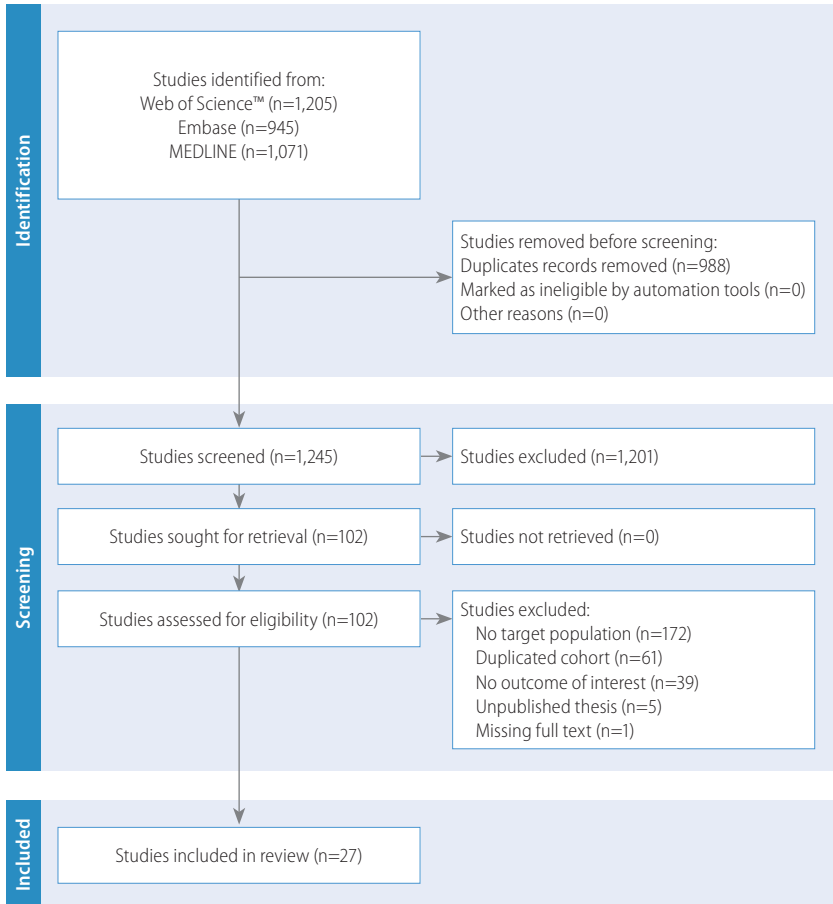 Identification
Studies identified from:
Web of Science™ (n=1,205)
Embase (n=945)
MEDLINE (n=1,071)
Studies removed before screening:
Duplicates records removed (n=988)
Marked as ineligible by automation tools (n=0)
Other reasons (n=0)
Screening
Studies screened (n=1,245)
Studies excluded (n=1,201)
Studies sought for retrieval (n=102)
Studies not retrieved (n=0)
Studies assessed for eligibility (n=102)
Studies excluded:
No target population (n=172)
Duplicated cohort (n=61)
No outcome of interest (n=39)
Unpublished thesis (n=5)
Missing full text (n=1)
Included
Studies included in review (n=27)